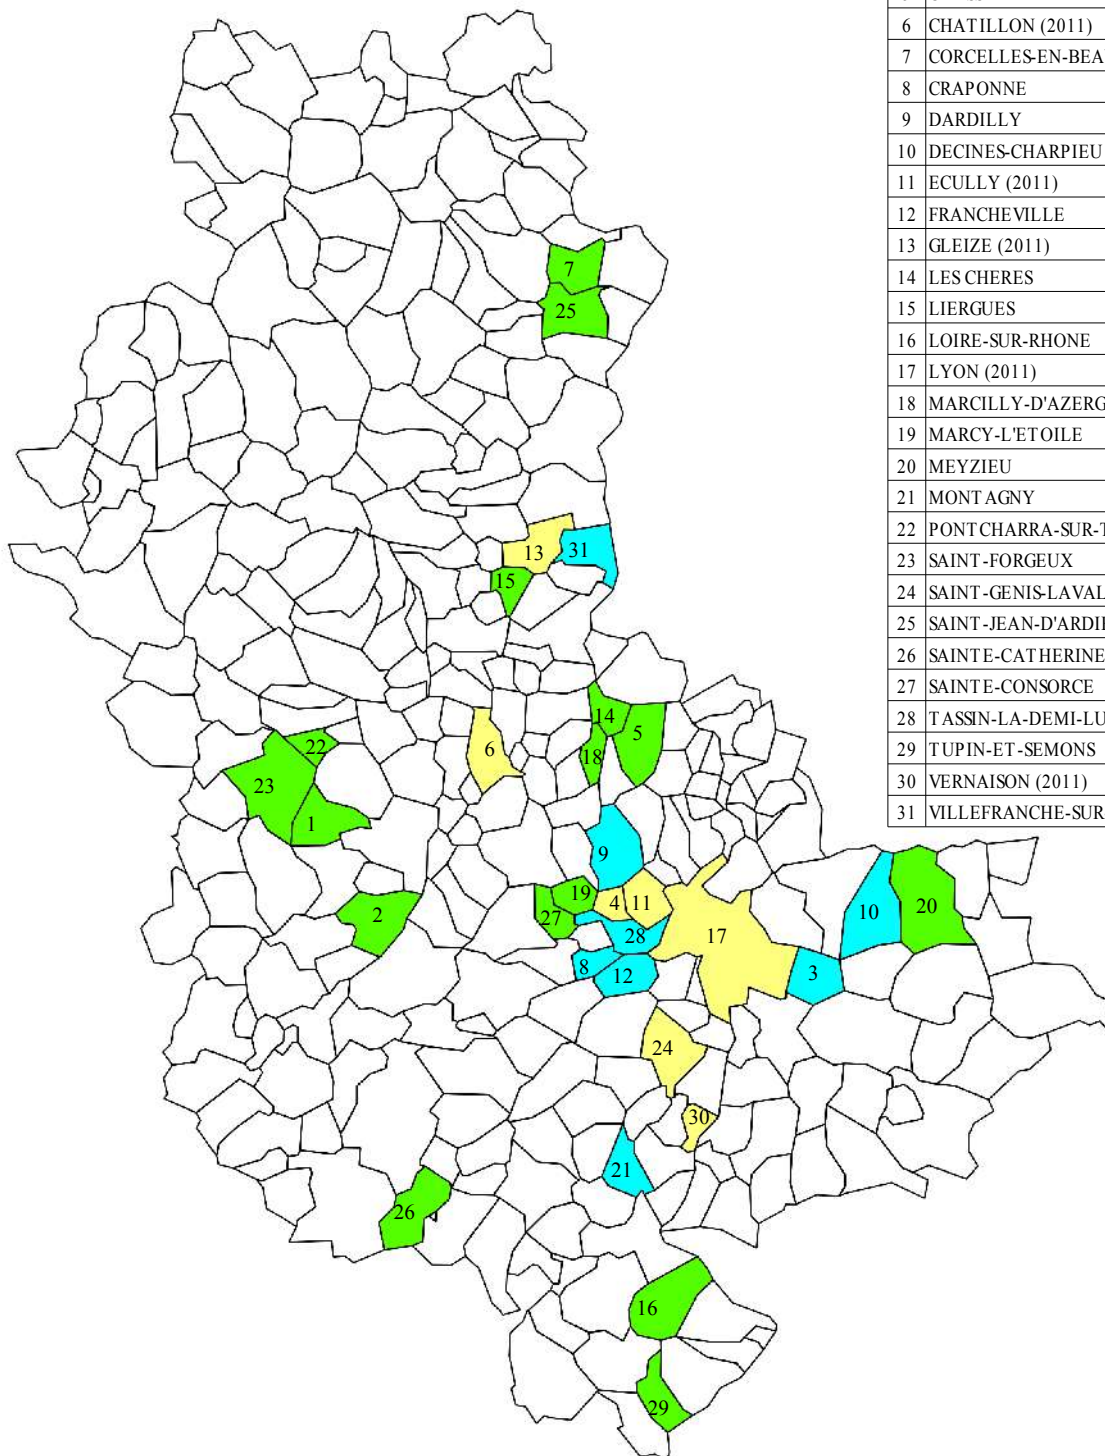 6 CHATILLON (2011)
7 CORCELLES-EN-BEA
8 CRAPONNE
9 DARDILLY
10 DECINES-CHARPIEU
11 ECULLY (2011)
12 FRANCHEVILLE
13 GLEIZE (2011)
14 LES CHERES
15 LIERGUES
16 LOIRE-SUR-RHONE
17 LYON (2011)
18 MARCILLY-D'AZERG
19 MARCY-L'ETOILE
20 MEYZIEU
21 MONTAGNY
22 PONTCHARRA-SUR-T
23 SAINT-FORGEUX
24 SAINT-GENIS-LAVAL
25 SAINT-JEAN-D'ARDI
26 SAINTE-CATHERINE
27 SAINTE-CONSORCE
28 TASSIN-LA-DEMI-LU
29 TUPIN-ET-SEMONS
30 VERNAISON (2011)
31 VILLEFRANCHE-SUR
7
25
13
31
15
14
5
6
18
22
23
1
9
2
19
27
4
11
28
17
8
12
10
20
3
24
30
21
26
16
29